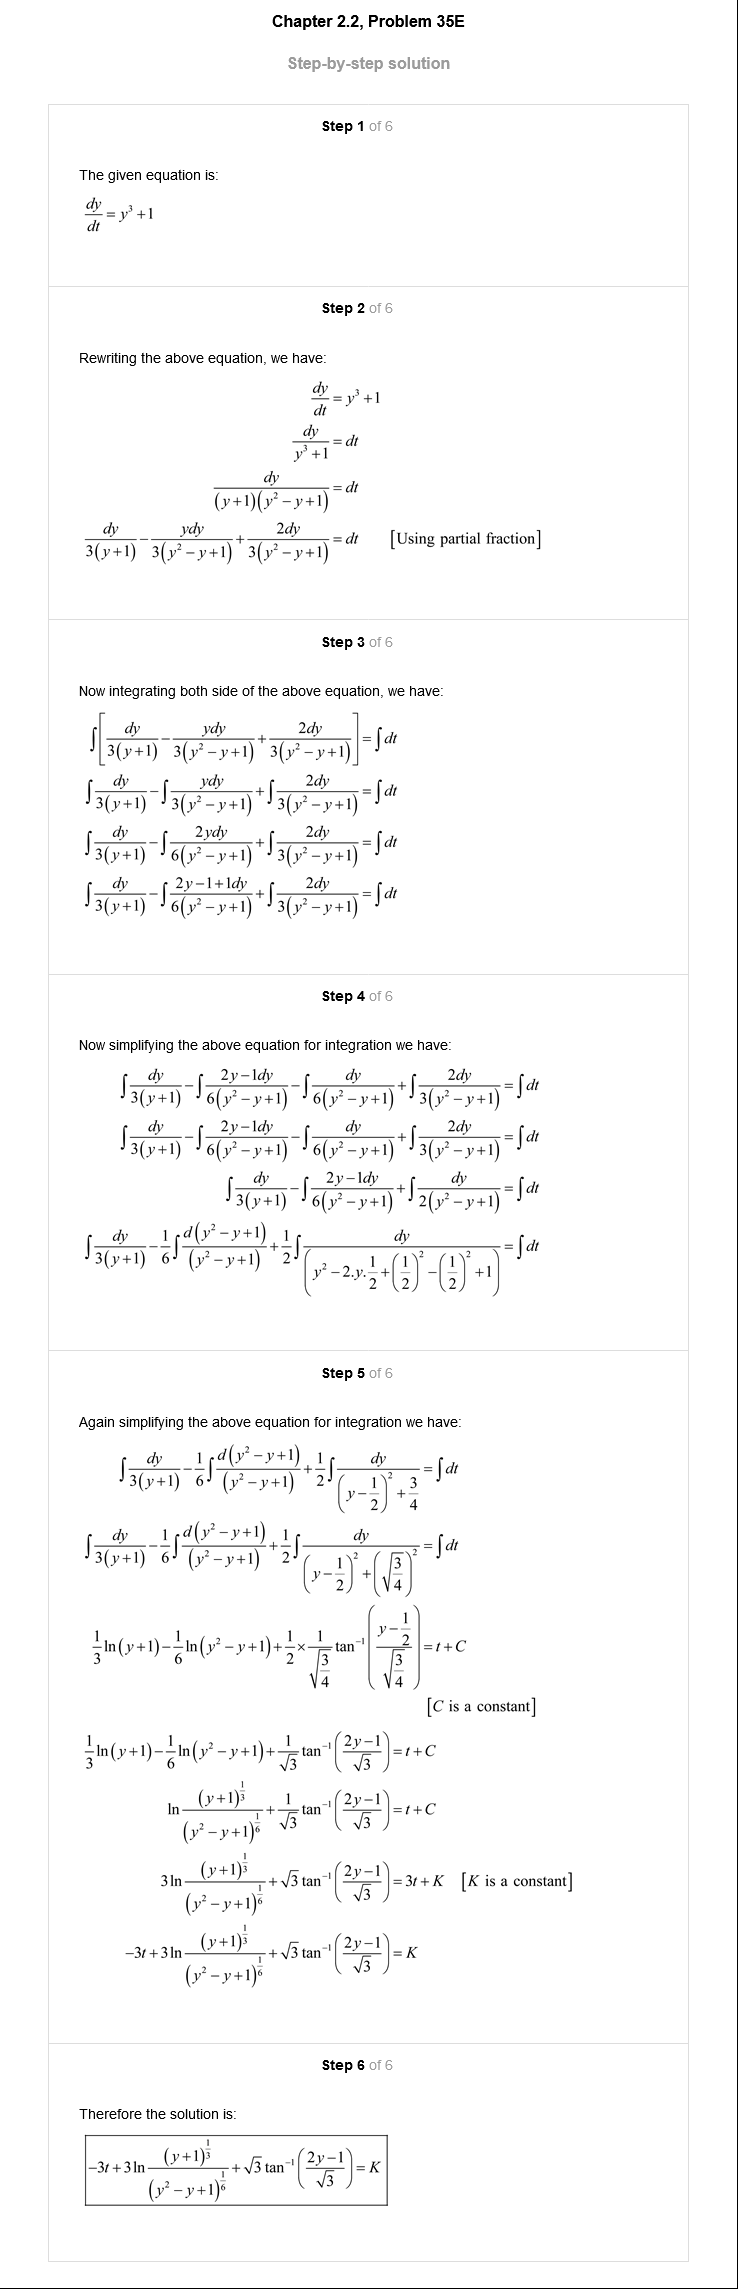 Chapter 2.2, Problem 35E
Step-by-step solution
Step 1 of 6
The given equation is:
\frac{dy}{dt} = y^3 + 1
Step 2 of 6
Rewriting the above equation, we have:
\frac{dy}{dt} = y^3 + 1
\frac{dy}{y^3 + 1} = dt
\frac{dy}{(y+1)(y^2 - y + 1)} = dt
\frac{dy}{3(y+1)} - \frac{ydy}{3(y^2 - y + 1)} + \frac{2dy}{3(y^2 - y + 1)} = dt [Using partial fraction]
Step 3 of 6
Now integrating both side of the above equation, we have:
\int \left[ \frac{dy}{3(y+1)} - \frac{ydy}{3(y^2 - y + 1)} + \frac{2dy}{3(y^2 - y + 1)} \right] = \int dt
\int \frac{dy}{3(y+1)} - \int \frac{ydy}{3(y^2 - y + 1)} + \int \frac{2dy}{3(y^2 - y + 1)} = \int dt
\int \frac{dy}{3(y+1)} - \int \frac{2ydy}{6(y^2 - y + 1)} + \int \frac{2dy}{3(y^2 - y + 1)} = \int dt
\int \frac{dy}{3(y+1)} - \int \frac{2y - 1 + 1dy}{6(y^2 - y + 1)} + \int \frac{2dy}{3(y^2 - y + 1)} = \int dt
Step 4 of 6
Now simplifying the above equation for integration we have:
\int \frac{dy}{3(y+1)} - \int \frac{2y - 1dy}{6(y^2 - y + 1)} - \int \frac{dy}{6(y^2 - y + 1)} + \int \frac{2dy}{3(y^2 - y + 1)} = \int dt
\int \frac{dy}{3(y+1)} - \int \frac{2y - 1dy}{6(y^2 - y + 1)} - \int \frac{dy}{6(y^2 - y + 1)} + \int \frac{2dy}{3(y^2 - y + 1)} = \int dt
\int \frac{dy}{3(y+1)} - \int \frac{2y - 1dy}{6(y^2 - y + 1)} + \int \frac{dy}{2(y^2 - y + 1)} = \int dt
\int \frac{dy}{3(y+1)} - \frac{1}{6} \int \frac{d(y^2 - y + 1)}{(y^2 - y + 1)} + \frac{1}{2} \int \frac{dy}{\left( y^2 - 2.y.\frac{1}{2} + \left(\frac{1}{2}\right)^2 - \left(\frac{1}{2}\right)^2 + 1 \right)} = \int dt
Step 5 of 6
Again simplifying the above equation for integration we have:
\int \frac{dy}{3(y+1)} - \frac{1}{6} \int \frac{d(y^2 - y + 1)}{(y^2 - y + 1)} + \frac{1}{2} \int \frac{dy}{\left( y - \frac{1}{2} \right)^2 + \frac{3}{4}} = \int dt
\int \frac{dy}{3(y+1)} - \frac{1}{6} \int \frac{d(y^2 - y + 1)}{(y^2 - y + 1)} + \frac{1}{2} \int \frac{dy}{\left( y - \frac{1}{2} \right)^2 + \left( \sqrt{\frac{3}{4}} \right)^2} = \int dt
\frac{1}{3} \ln(y+1) - \frac{1}{6} \ln(y^2 - y + 1) + \frac{1}{2} \times \frac{1}{\sqrt{\frac{3}{4}}} \tan^{-1} \left( \frac{y - \frac{1}{2}}{\sqrt{\frac{3}{4}}} \right) = t + C
[C is a constant]
\frac{1}{3} \ln(y+1) - \frac{1}{6} \ln(y^2 - y + 1) + \frac{1}{\sqrt{3}} \tan^{-1} \left( \frac{2y - 1}{\sqrt{3}} \right) = t + C
\ln \frac{(y+1)^{\frac{1}{3}}}{(y^2 - y + 1)^{\frac{1}{6}}} + \frac{1}{\sqrt{3}} \tan^{-1} \left( \frac{2y - 1}{\sqrt{3}} \right) = t + C
3 \ln \frac{(y+1)^{\frac{1}{3}}}{(y^2 - y + 1)^{\frac{1}{6}}} + \sqrt{3} \tan^{-1} \left( \frac{2y - 1}{\sqrt{3}} \right) = 3t + K [K is a constant]
-3t + 3 \ln \frac{(y+1)^{\frac{1}{3}}}{(y^2 - y + 1)^{\frac{1}{6}}} + \sqrt{3} \tan^{-1} \left( \frac{2y - 1}{\sqrt{3}} \right) = K
Step 6 of 6
Therefore the solution is:
-3t + 3 \ln \frac{(y+1)^{\frac{1}{3}}}{(y^2 - y + 1)^{\frac{1}{6}}} + \sqrt{3} \tan^{-1} \left( \frac{2y - 1}{\sqrt{3}} \right) = K